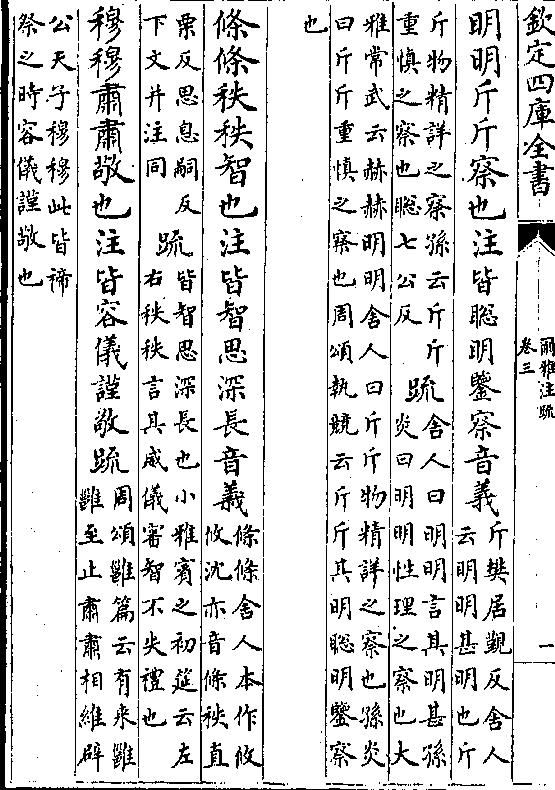 欽定四庫全書
爾雅注疏
卷三
一
明明斤斤察也注皆聰明鑒察音義斤樊居覲反舍人
云明明甚明也斤
斤物精詳之察孫云斤斤
重慎之察也聰七公反
疏
舍人曰明明言其明甚孫
炎曰明明性理之察也大
雅常武云赫赫明明舍人曰斤斤物精詳之察也孫炎
曰斤斤重慎之察也周頌執競云斤斤其明聰明鑒察
也
條條秩秩智也注皆智思深長音義條條舍人本作攸
攸沈亦音條秩直
栗反思息嗣反
下文并注同
疏
皆智思深長也小雅賓之初筵云左
右秩秩言其威儀審智不失禮也
穆穆肅肅敬也注皆容儀謹敬疏周頌雝篇云有來雝
雝至止肅肅相維辟
公天子穆穆此皆禘
祭之時容儀謹敬也